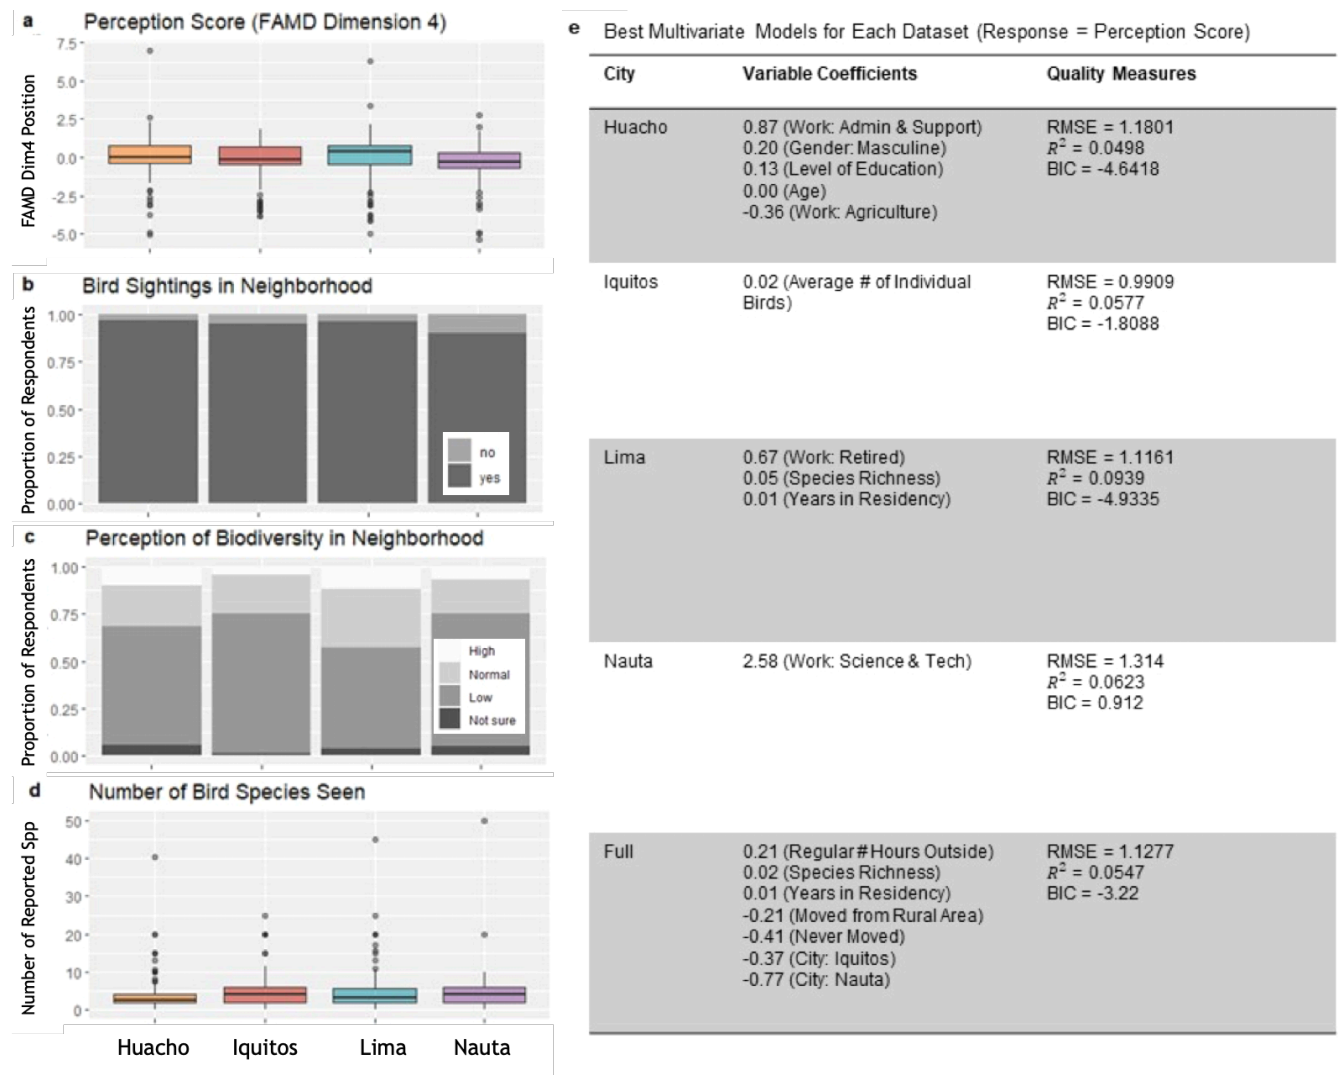 a Perception Score (FAMD Dimension 4)
FAMD Dim4 Position
7.5
5.0
2.5
0.0
-2.5
-5.0
b Bird Sightings in Neighborhood
Proportion of Respondents
1.00
0.75
0.50
0.25
0.00
no
yes
c Perception of Biodiversity in Neighborhood
Proportion of Respondents
1.00
0.75
0.50
0.25
0.00
High
Normal
Low
Not sure
d Number of Bird Species Seen
Number of Reported Spp
50
40
30
20
10
0
Huacho Iquitos Lima Nauta
e Best Multivariate Models for Each Dataset (Response = Perception Score)
City Variable Coefficients Quality Measures
Huacho 0.87 (Work: Admin & Support) RMSE = 1.1801
0.20 (Gender: Masculine) R² = 0.0498
0.13 (Level of Education) BIC = -4.6418
0.00 (Age)
-0.36 (Work: Agriculture)
Iquitos 0.02 (Average # of Individual RMSE = 0.9909
Birds) R² = 0.0577
BIC = -1.8088
Lima 0.67 (Work: Retired) RMSE = 1.1161
0.05 (Species Richness) R² = 0.0939
0.01 (Years in Residency) BIC = -4.9335
Nauta 2.58 (Work: Science & Tech) RMSE = 1.314
R² = 0.0623
BIC = 0.912
Full 0.21 (Regular # Hours Outside) RMSE = 1.1277
0.02 (Species Richness) R² = 0.0547
0.01 (Years in Residency) BIC = -3.22
-0.21 (Moved from Rural Area)
-0.41 (Never Moved)
-0.37 (City: Iquitos)
-0.77 (City: Nauta)